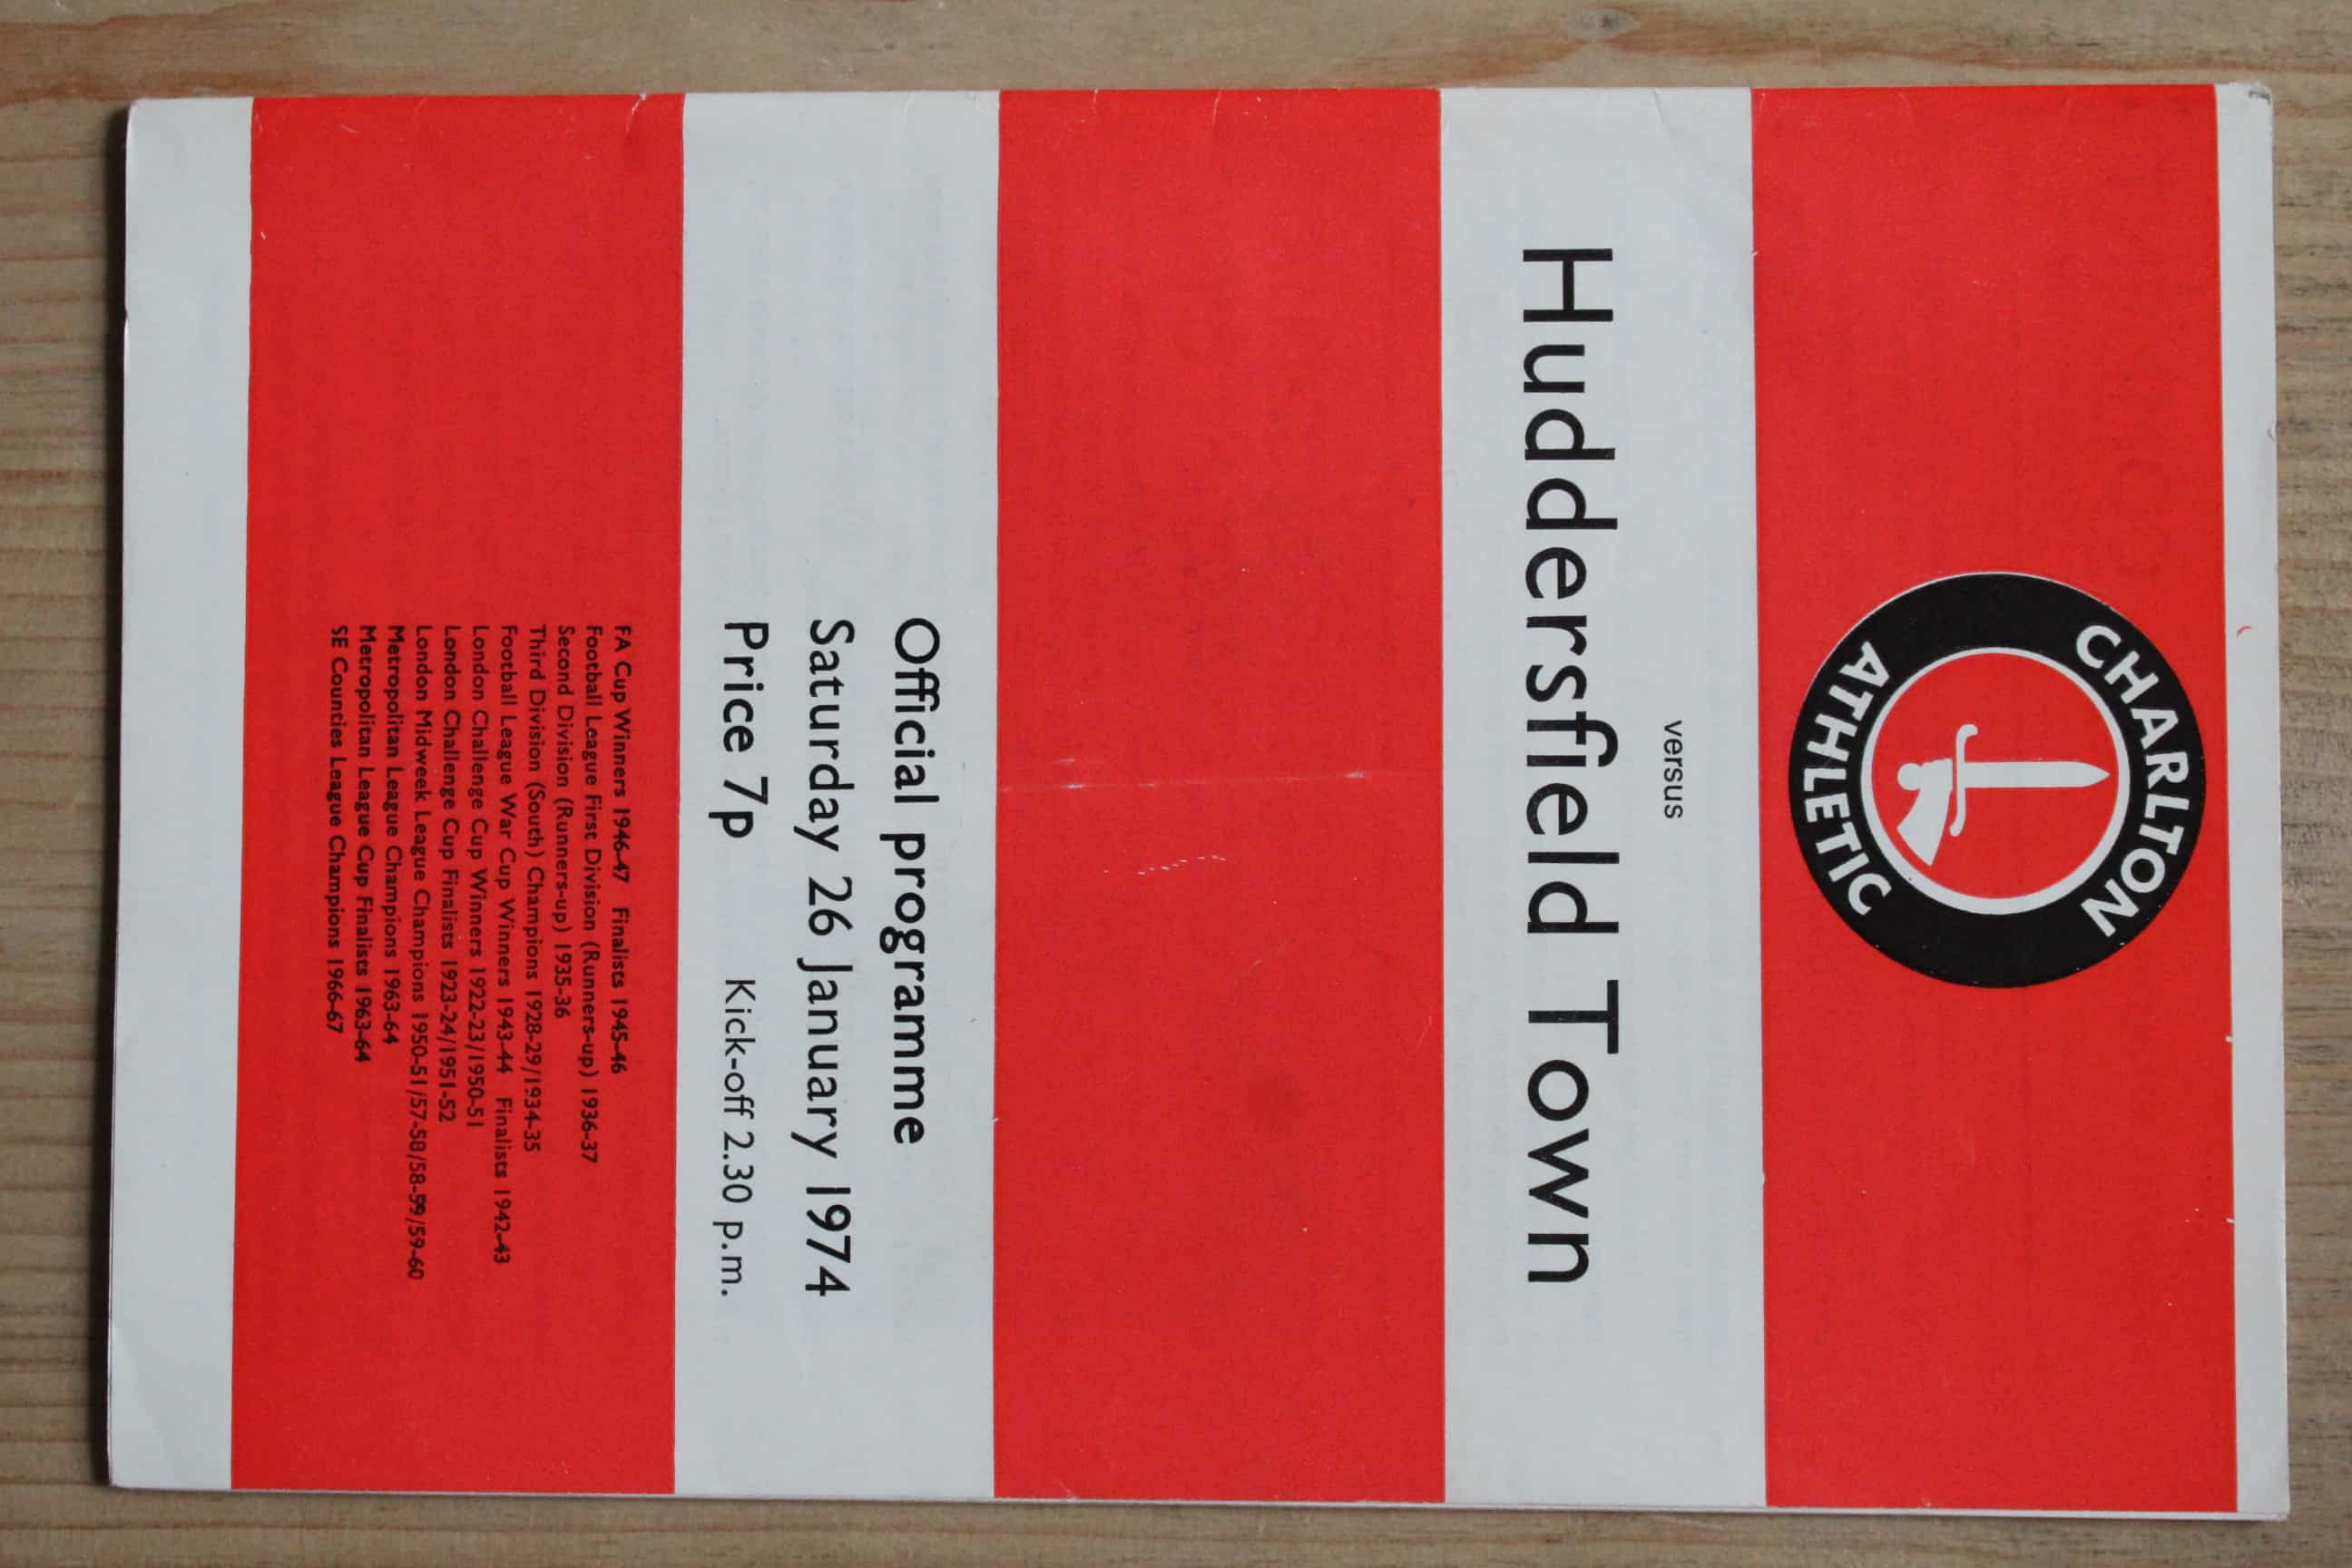 CHARLTON
ATHLETIC
versus
Huddersfield Town
Official programme
Saturday 26 January 1974
Price 7p Kick-off 2.30 p.m.
FA Cup Winners 1946-47 Finalists 1945-46
Football League First Division (Runners-up) 1936-37
Second Division (Runners-up) 1935-36
Third Division (South) Champions 1928-29/1934-35
Football League War Cup Winners 1943-44 Finalists 1942-43
London Challenge Cup Winners 1922-23/1950-51
London Challenge Cup Finalists 1923-24/1951-52
London Midweek League Champions 1950-51/57-58/58-59/59-60
Metropolitan League Champions 1963-64
Metropolitan League Cup Finalists 1963-64
SE Counties League Champions 1966-67